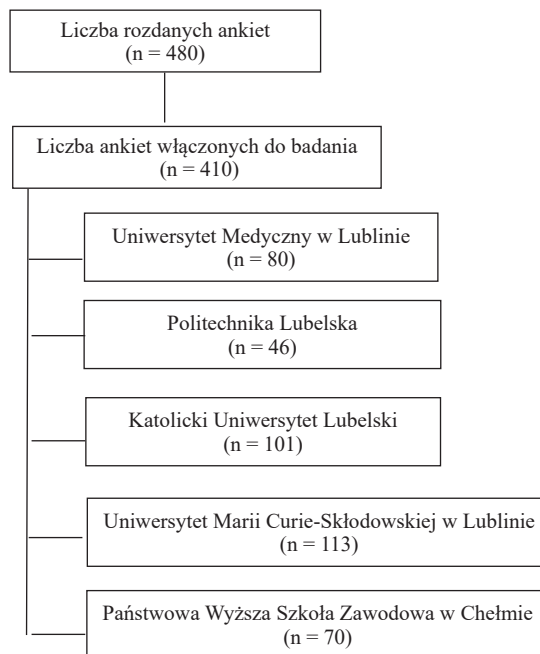 Liczba rozdanych ankiet
(n = 480)
Liczba ankiet włączonych do badania
(n = 410)
Uniwersytet Medyczny w Lublinie
(n = 80)
Politechnika Lubelska
(n = 46)
Katolicki Uniwersytet Lubelski
(n = 101)
Uniwersytet Marii Curie-Skłodowskiej w Lublinie
(n = 113)
Państwowa Wyższa Szkoła Zawodowa w Chełmie
(n = 70)